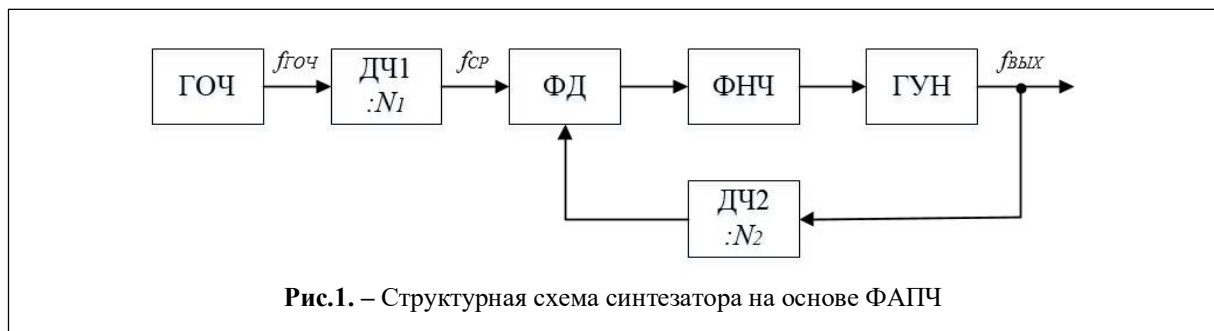 ГОЧ
fГОЧ
ДЧ1
:N1
fСР
ФД
ФНЧ
ГУН
fВЫХ
ДЧ2
:N2
Рис.1. – Структурная схема синтезатора на основе ФАПЧ